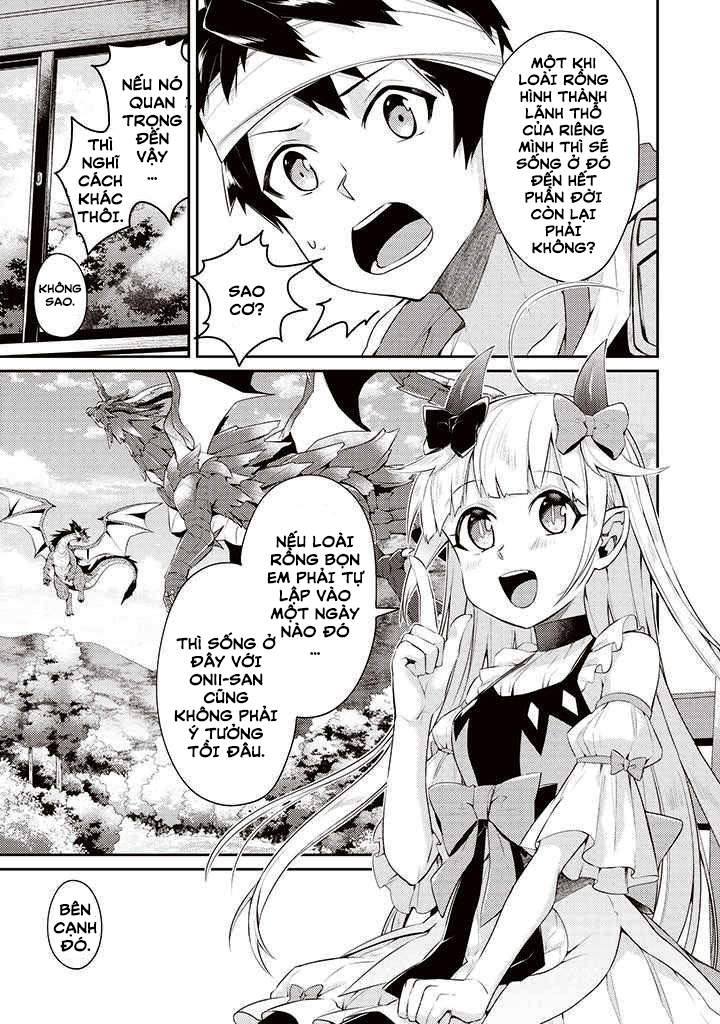 MỘT KHI
LOÀI RỒNG
HÌNH THÀNH
LÃNH THỔ
CỦA RIÊNG
MÌNH THÌ SẼ
SỐNG Ở ĐÓ
ĐẾN HẾT
PHẦN ĐỜI
CÒN LẠI
PHẢI
KHÔNG?
SAO
CƠ?
NẾU NÓ
QUAN
TRỌNG
ĐẾN
VẬY
...
THÌ
NGHĨ
CÁCH
KHÁC
THÔI.
KHÔNG
SAO.
NẾU LOÀI
RỒNG BỌN
EM PHẢI TỰ
LẬP VÀO
MỘT NGÀY
NÀO ĐÓ
...
THÌ SỐNG Ở
ĐÂY VỚI
ONII-SAN
CŨNG
KHÔNG PHẢI
Ý TƯỞNG
TỒI ĐÂU.
BÊN
CẠNH
ĐÓ.